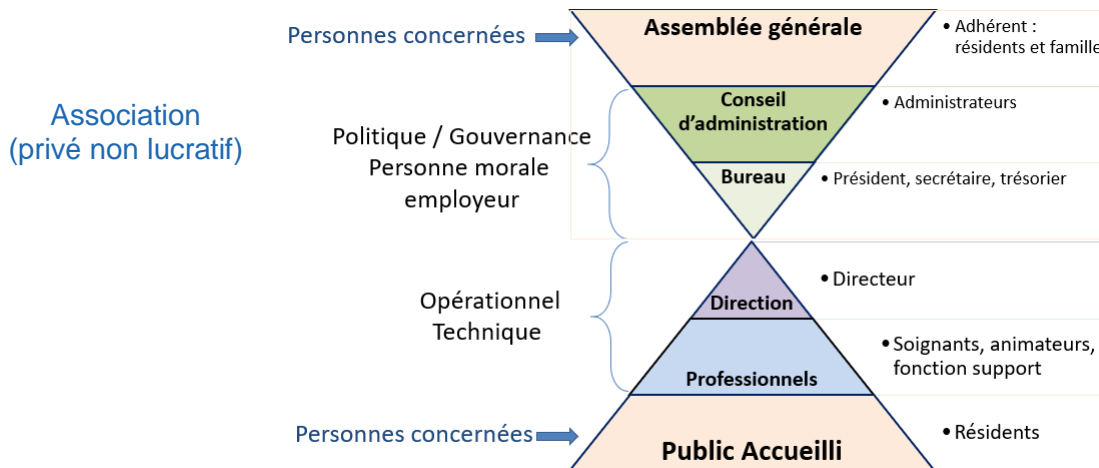 Association
(privé non lucratif)
Personnes concernées
Assemblée générale
• Adhérent :
résidents et famille
Politique / Gouvernance
Personne morale
employeur
Conseil
d'administration
• Administrateurs
Bureau
• Président, secrétaire, trésorier
Opérationnel
Technique
Direction
• Directeur
Professionnels
• Soignants, animateurs,
fonction support
Personnes concernées
Public Accueilli
• Résidents